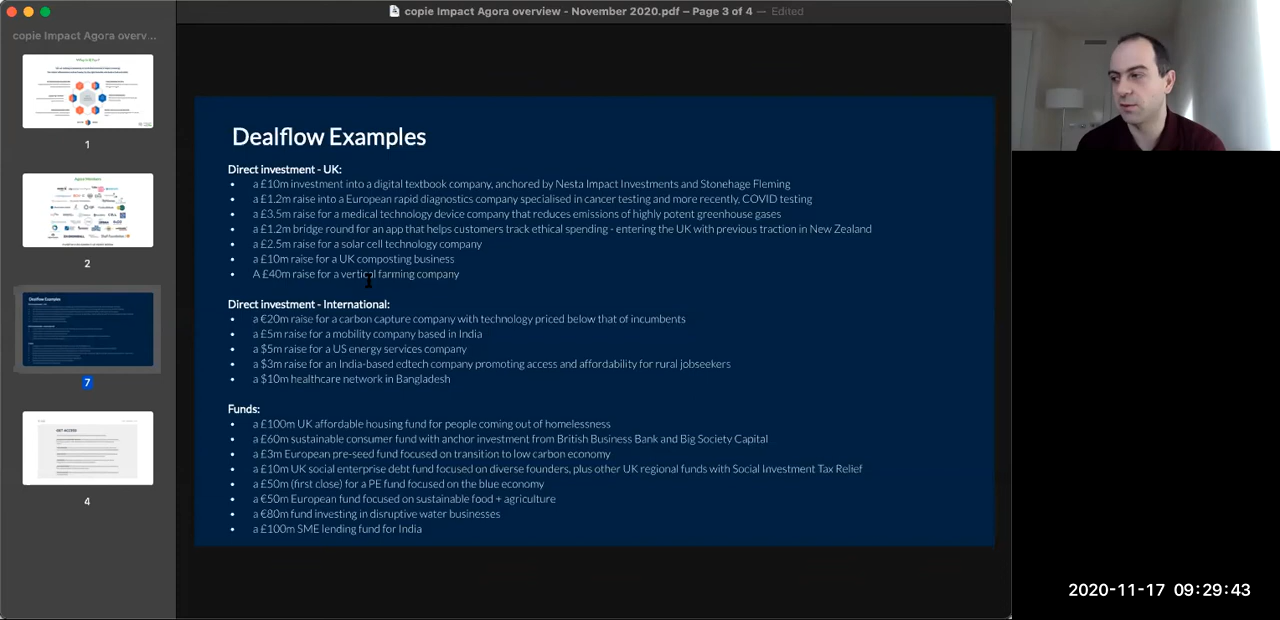 copie Impact Agora overview - November 2020.pdf – Page 3 of 4 — Edited
copie Impact Agora overv...
1
2
7
4
Dealflow Examples
Direct investment - UK:
• a £10m investment into a digital textbook company, anchored by Nesta Impact Investments and Stonehage Fleming
• a £1.2m raise into a European rapid diagnostics company specialised in cancer testing and more recently, COVID testing
• a £3.5m raise for a medical technology device company that reduces emissions of highly potent greenhouse gases
• a £1.2m bridge round for an app that helps customers track ethical spending - entering the UK with previous traction in New Zealand
• a £2.5m raise for a solar cell technology company
• a £10m raise for a UK composting business
• A £40m raise for a vertical farming company
Direct investment - International:
• a €20m raise for a carbon capture company with technology priced below that of incumbents
• a £5m raise for a mobility company based in India
• a $5m raise for a US energy services company
• a $3m raise for an India-based edtech company promoting access and affordability for rural jobseekers
• a $10m healthcare network in Bangladesh
Funds:
• a £100m UK affordable housing fund for people coming out of homelessness
• a £60m sustainable consumer fund with anchor investment from British Business Bank and Big Society Capital
• a £3m European pre-seed fund focused on transition to low carbon economy
• a £10m UK social enterprise debt fund focused on diverse founders, plus other UK regional funds with Social Investment Tax Relief
• a £50m (first close) for a PE fund focused on the blue economy
• a €50m European fund focused on sustainable food + agriculture
• a €80m fund investing in disruptive water businesses
• a £100m SME lending fund for India
2020-11-17 09:29:43